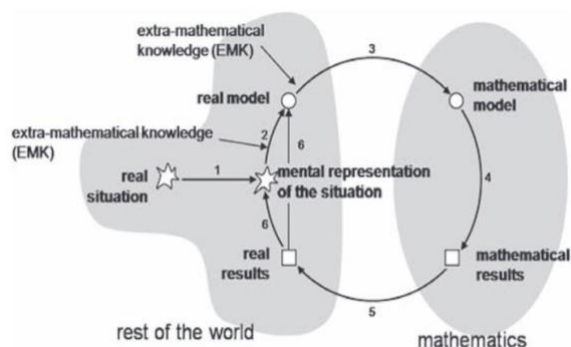 extra-mathematical
knowledge (EMK)
3
real model
mathematical
model
extra-mathematical knowledge
(EMK)
2
6
1
mental representation
of the situation
real
situation
4
6
real
results
mathematical
results
5
rest of the world
mathematics